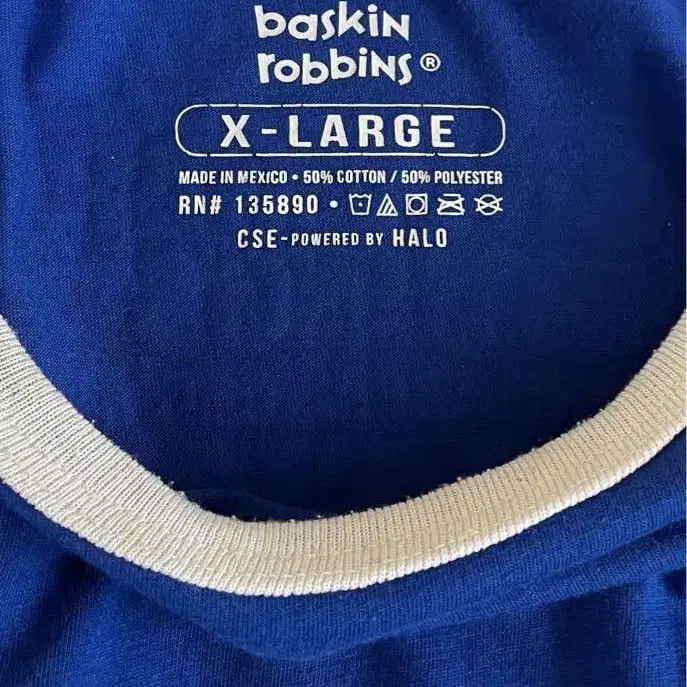 baskin
robbins®
X-LARGE
MADE IN MEXICO • 50% COTTON / 50% POLYESTER
RN# 135890 •
CSE-POWERED BY HALO